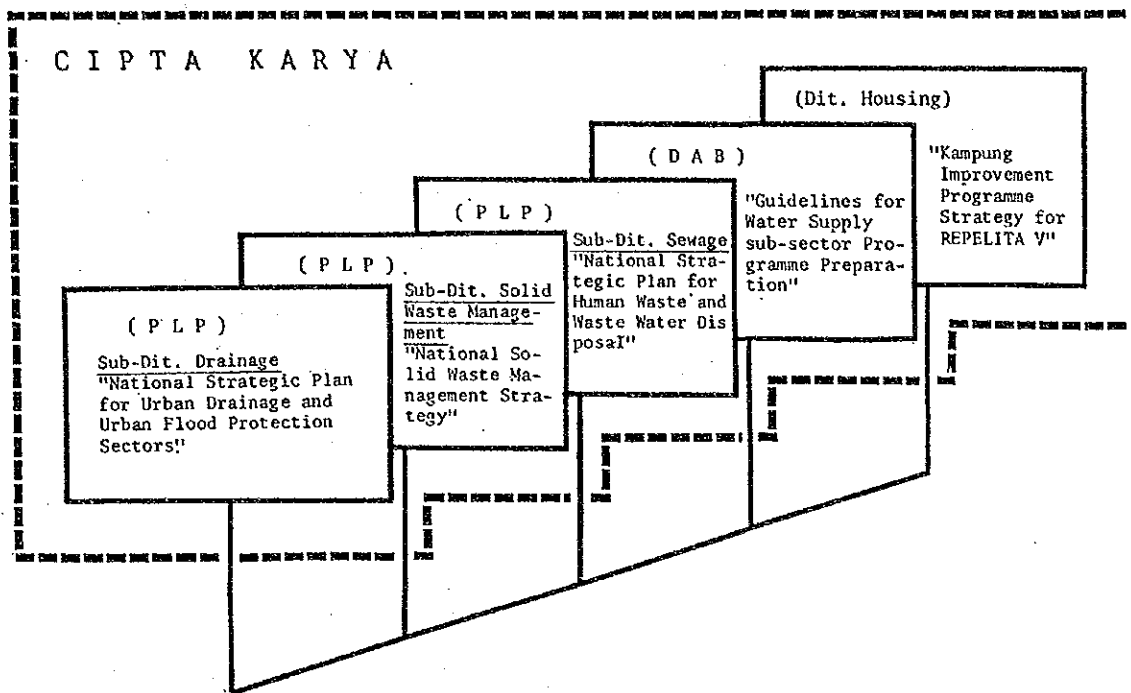 C I P T A K A R Y A
(Dit. Housing)
"Kampung
Improvement
Programme
Strategy for
REPELITA V"
( D A B )
"Guidelines for
Water Supply
sub-sector Pro-
gramme Prepara-
tion"
( P L P )
Sub-Dit. Sewage
"National Stra-
tegic Plan for
Human Waste and
Waste Water Dis
posal"
( P L P ).
Sub-Dit. Solid
Waste Manage-
ment
"National So-
lid Waste Ma-
nagement Stra-
tegy"
( P L P )
Sub-Dit. Drainage
"National Strategic Plan
for Urban Drainage and
Urban Flood Protection
Sectors"